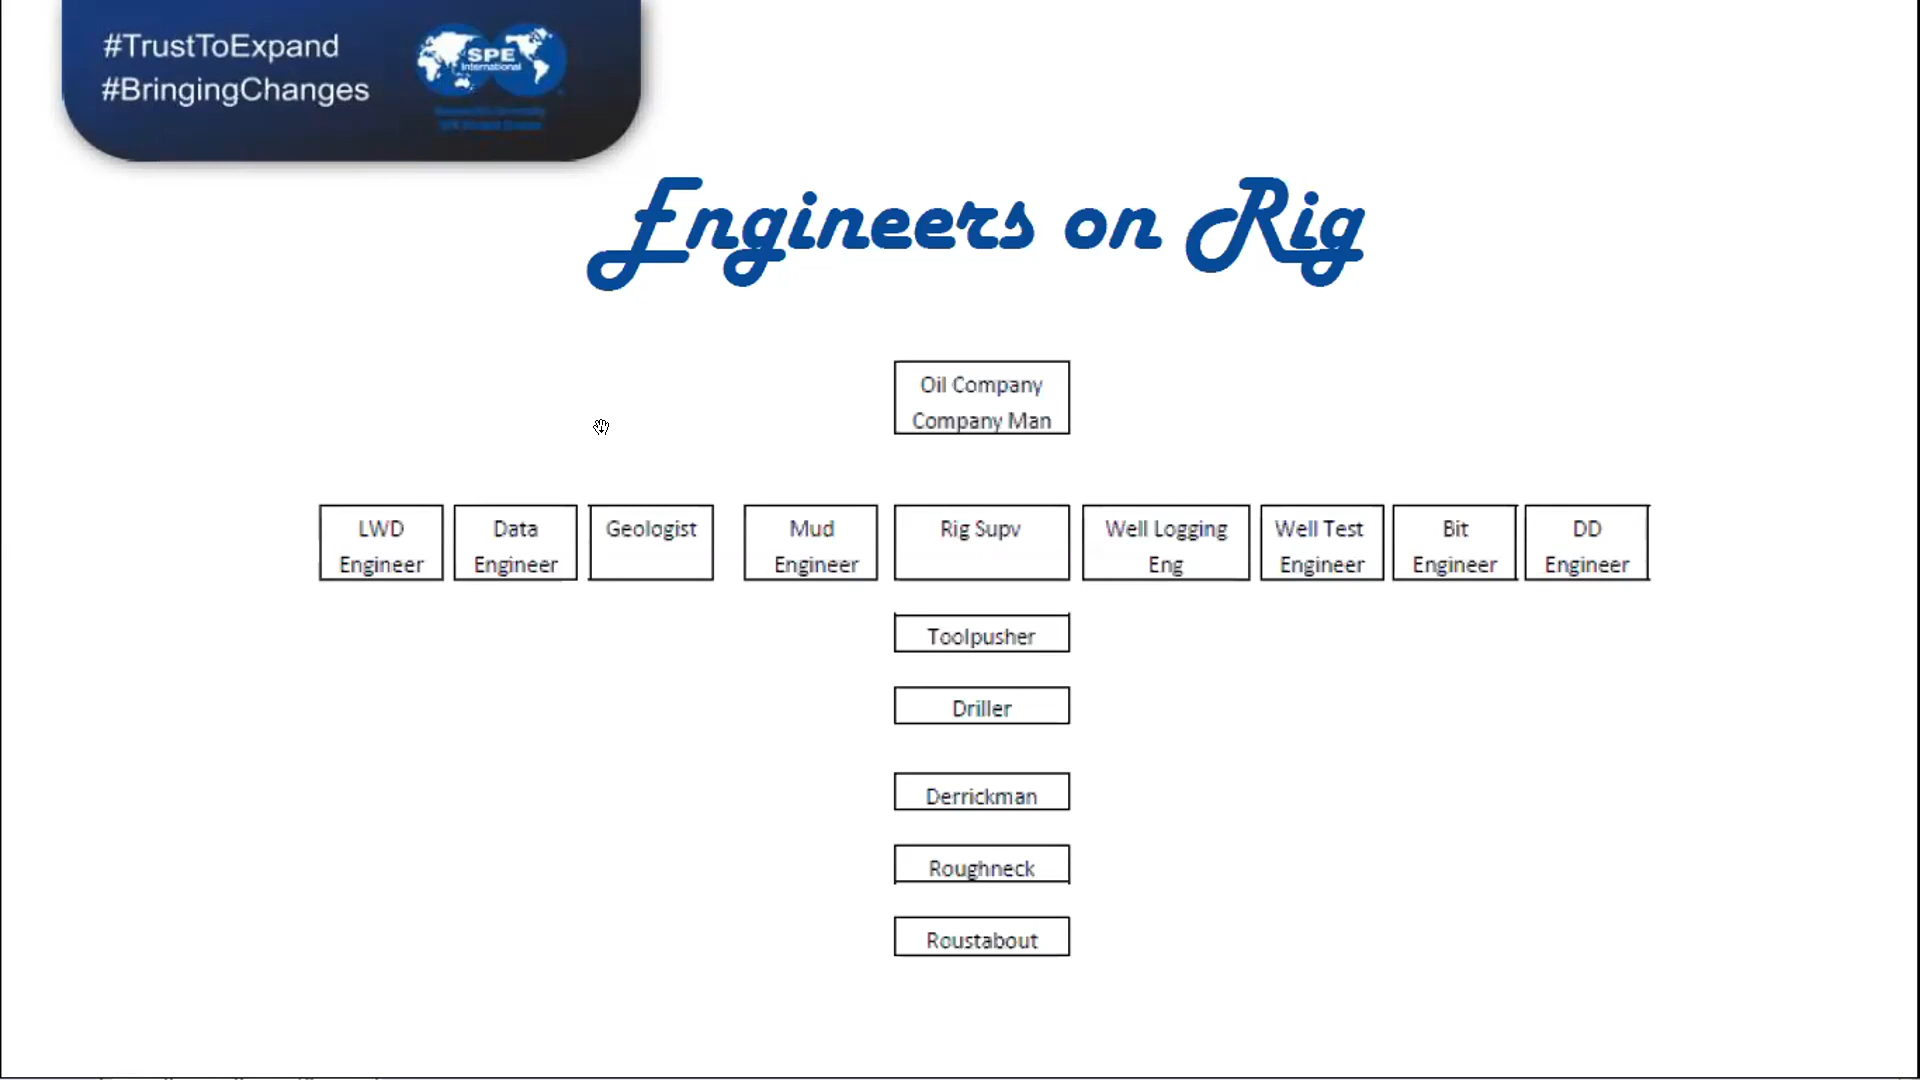 #TrustToExpand
#BringingChanges
SPE
International
Engineers on Rig
Oil Company
Company Man
LWD
Engineer
Data
Engineer
Geologist
Mud
Engineer
Rig Supv
Well Logging
Eng
Well Test
Engineer
Bit
Engineer
DD
Engineer
Toolpusher
Driller
Derrickman
Roughneck
Roustabout